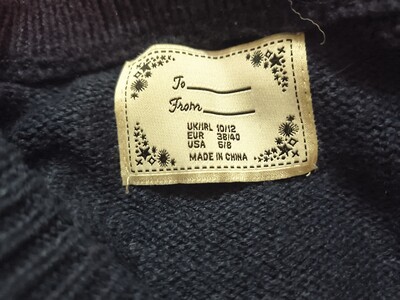 To
From
UK/IRL 10/12
EUR 38/40
USA 6/8
MADE IN CHINA